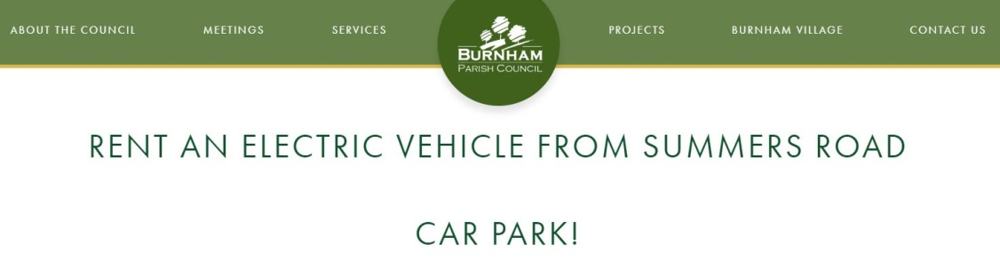 ABOUT THE COUNCIL
MEETINGS
SERVICES
BURNHAM
PARISH COUNCIL
PROJECTS
BURNHAM VILLAGE
CONTACT US
RENT AN ELECTRIC VEHICLE FROM SUMMERS ROAD
CAR PARK!